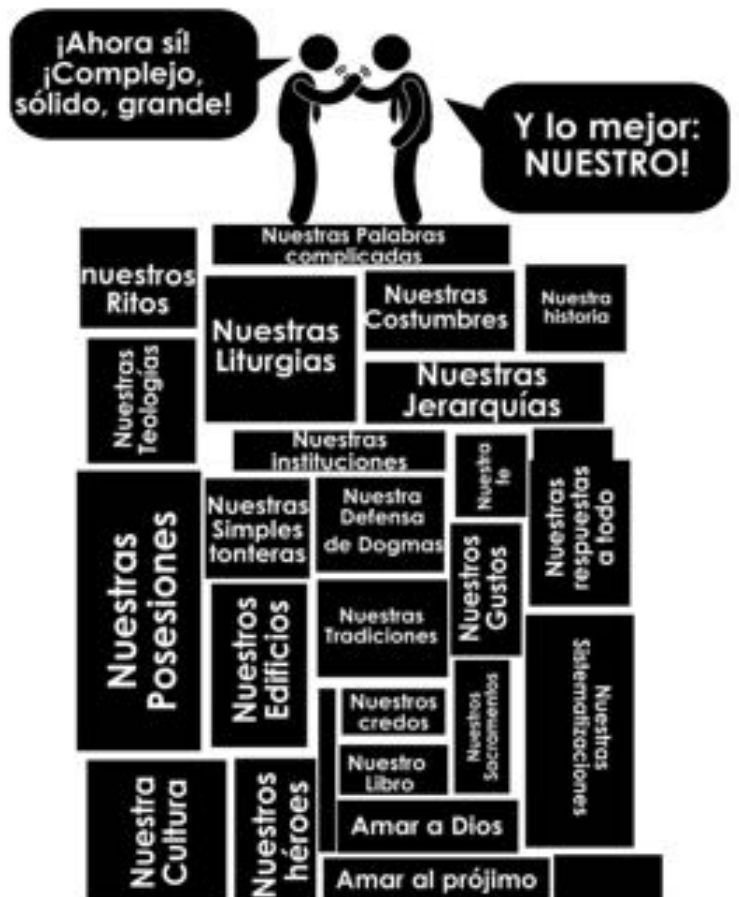 ¡Ahora sí!
¡Complejo,
sólido, grande!
Y lo mejor:
NUESTRO!
Nuestras Palabras
complicadas
nuestros
Ritos
Nuestras
Liturgias
Nuestras
Costumbres
Nuestra
historia
Nuestras
Teologías
Nuestras
Jerarquías
Nuestras
instituciones
Nuestra
fe
Nuestras
respuestas
a todo
Nuestras
Posesiones
Nuestras
Simples
tonteras
Nuestra
Defensa
de Dogmas
Nuestros
Gustos
Nuestros
Edificios
Nuestras
Tradiciones
Nuestras
Sistematizaciones
Nuestros
credos
Nuestros
Sacramentos
Nuestro
Libro
Nuestra
Cultura
Nuestros
héroes
Amar a Dios
Amar al prójimo